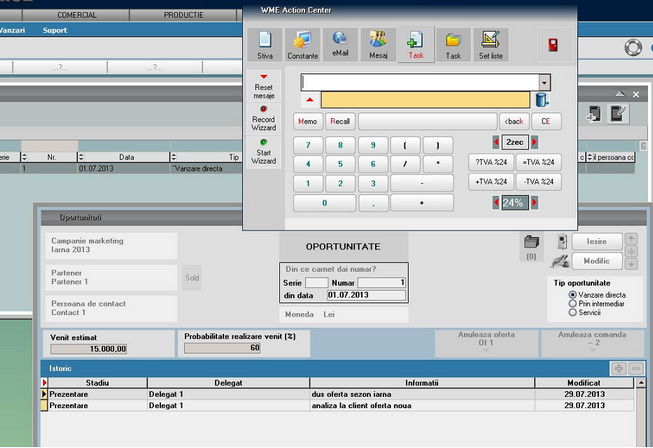 WME Action Center
COMERCIAL
PRODUCTIE
Vanzari
Suport
...?...
...?...
Stiva
Constante
eMail
Mesaj
Task
Task
Set liste
Reset
mesaje
Record
Wizzard
Start
Wizzard
Memo
Recall
<back
CE
7
8
9
(
)
2zec
4
5
6
/
*
?TVA %24
=TVA %24
1
2
3
-
+TVA %24
-TVA %24
0
.
+
24%
Nr.
Data
Tip
il persoana co
1
01.07.2013
"Vanzare directa
Oportunitati
Campanie marketing
Iarna 2013
OPORTUNITATE
(0)
Iesire
Modific
Partener
Partener 1
Sold
Din ce carnet dai numar?
Serie
Numar
1
din data
01.07.2013
Tip oportunitate
Vanzare directa
Prin intermediar
Servicii
Persoana de contact
Contact 1
Moneda
Lei
Venit estimat
15,000,00
Probabilitate realizare venit (%)
60
Anuleaza oferta
Of 1
Anuleaza comanda
-- 2
Istoric
Stadiu
Delegat
Informatii
Modificat
Prezentare
Delegat 1
dus oferta sezon iarna
29.07.2013
Prezentare
Delegat 1
analiza la client oferta noua
29.07.2013